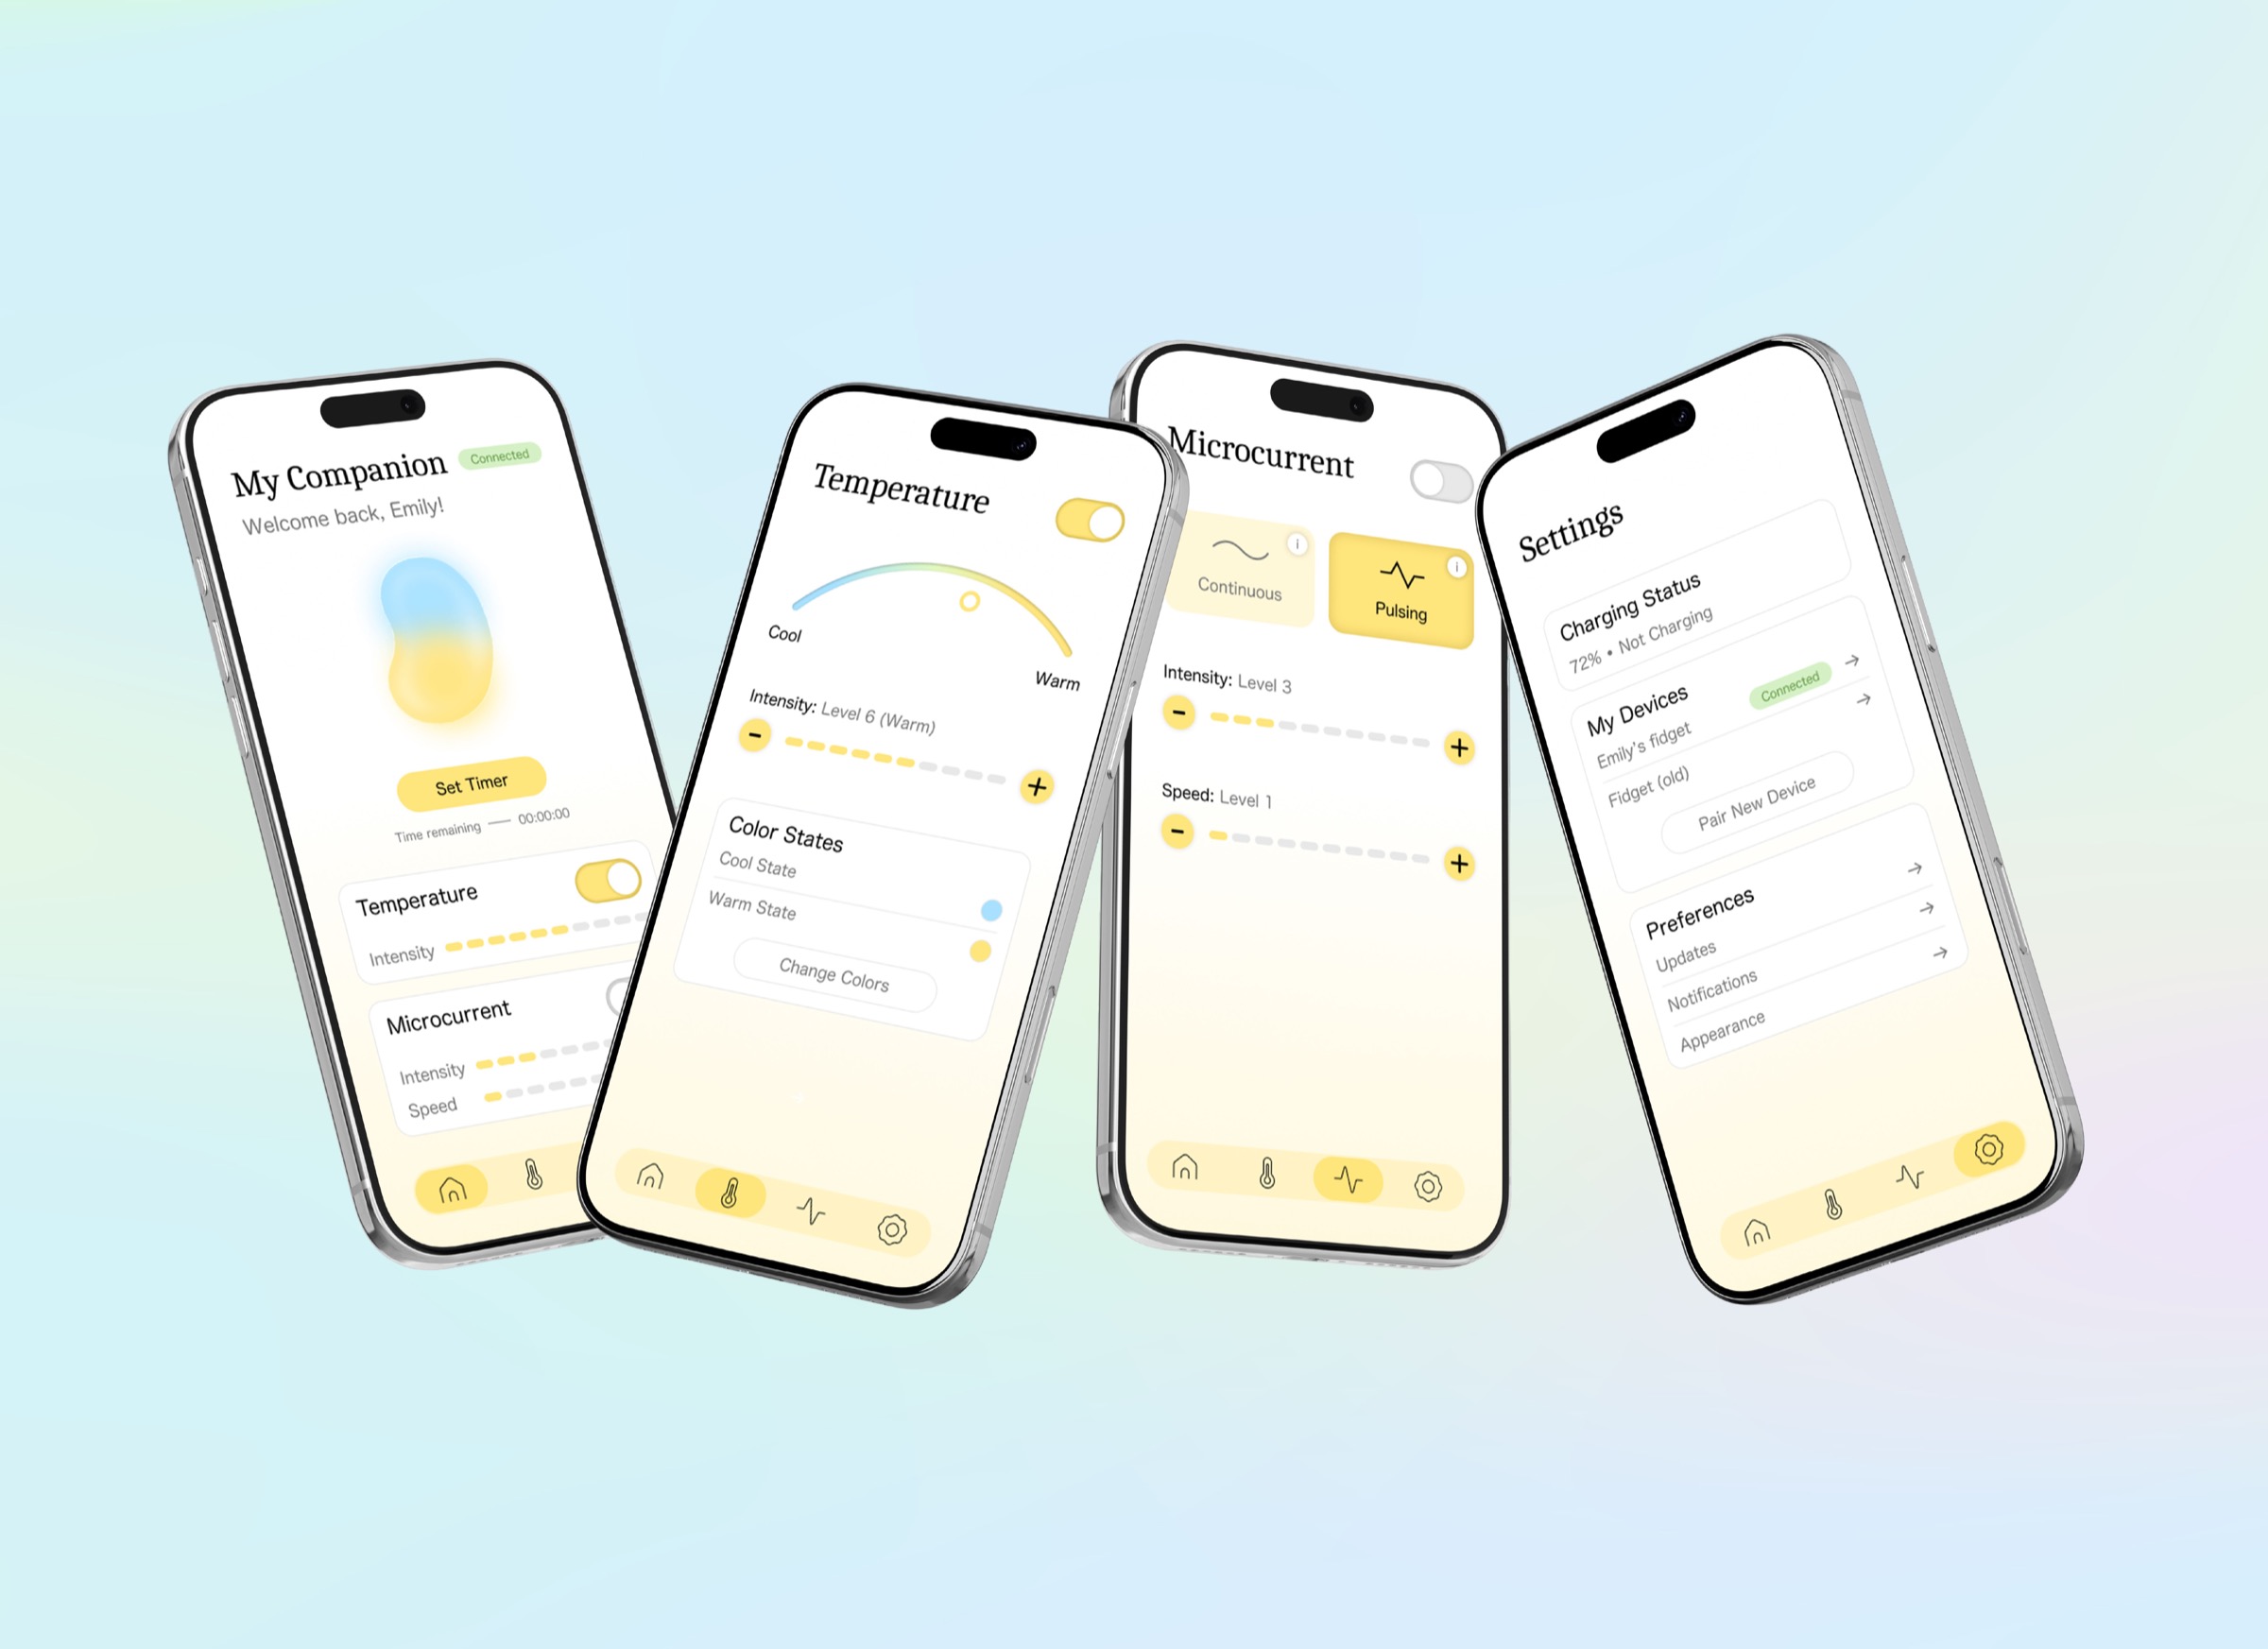 My Companion
Connected
Welcome back, Emily!
Set Timer
Time remaining — 00:00:00
Temperature
Intensity
Microcurrent
Intensity
Speed
Temperature
Cool
Warm
Intensity: Level 6 (Warm)
Color States
Cool State
Warm State
Change Colors
Microcurrent
Continuous
i
Pulsing
i
Intensity: Level 3
Speed: Level 1
Settings
Charging Status
72% • Not Charging
My Devices
Emily's fidget
Connected
Fidget (old)
Pair New Device
Preferences
Updates
Notifications
Appearance